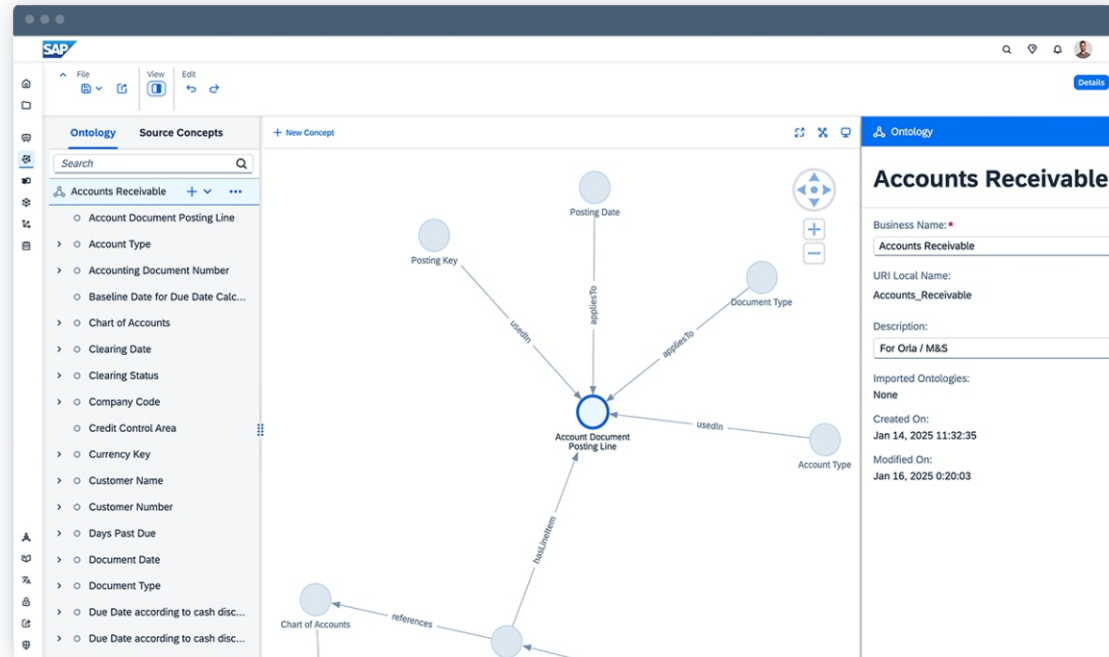 SAP
File
View
Edit
Details
Ontology
Source Concepts
Search
Accounts Receivable
Account Document Posting Line
Account Type
Accounting Document Number
Baseline Date for Due Date Calc...
Chart of Accounts
Clearing Date
Clearing Status
Company Code
Credit Control Area
Currency Key
Customer Name
Customer Number
Days Past Due
Document Date
Document Type
Due Date according to cash disc...
Due Date according to cash disc...
+ New Concept
Posting Date
Posting Key
Document Type
appliesTo
usedIn
appliesTo
Account Document
Posting Line
usedIn
Account Type
hasLineItem
Chart of Accounts
references
Ontology
Accounts Receivable
Business Name:*
Accounts Receivable
URI Local Name:
Accounts_Receivable
Description:
For Orla / M&S
Imported Ontologies:
None
Created On:
Jan 14, 2025 11:32:35
Modified On:
Jan 16, 2025 0:20:03